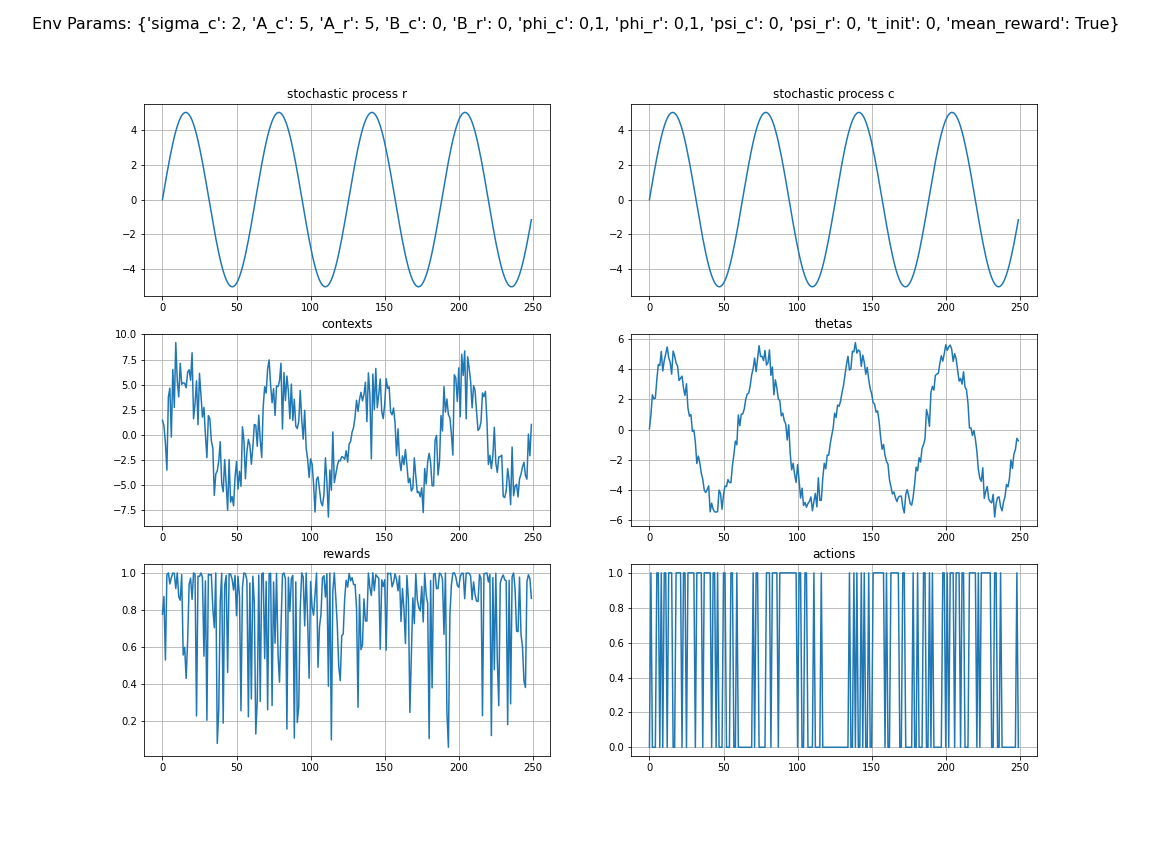 Env Params: {'sigma_c': 2, 'A_c': 5, 'A_r': 5, 'B_c': 0, 'B_r': 0, 'phi_c': 0,1, 'phi_r': 0,1, 'psi_c': 0, 'psi_r': 0, 't_init': 0, 'mean_reward': True}
stochastic process r
4
2
0
−2
−4
0 50 100 150 200 250
stochastic process c
4
2
0
−2
−4
0 50 100 150 200 250
contexts
10.0
7.5
5.0
2.5
0.0
−2.5
−5.0
−7.5
0 50 100 150 200 250
thetas
6
4
2
0
−2
−4
−6
0 50 100 150 200 250
rewards
1.0
0.8
0.6
0.4
0.2
0 50 100 150 200 250
actions
1.0
0.8
0.6
0.4
0.2
0.0
0 50 100 150 200 250